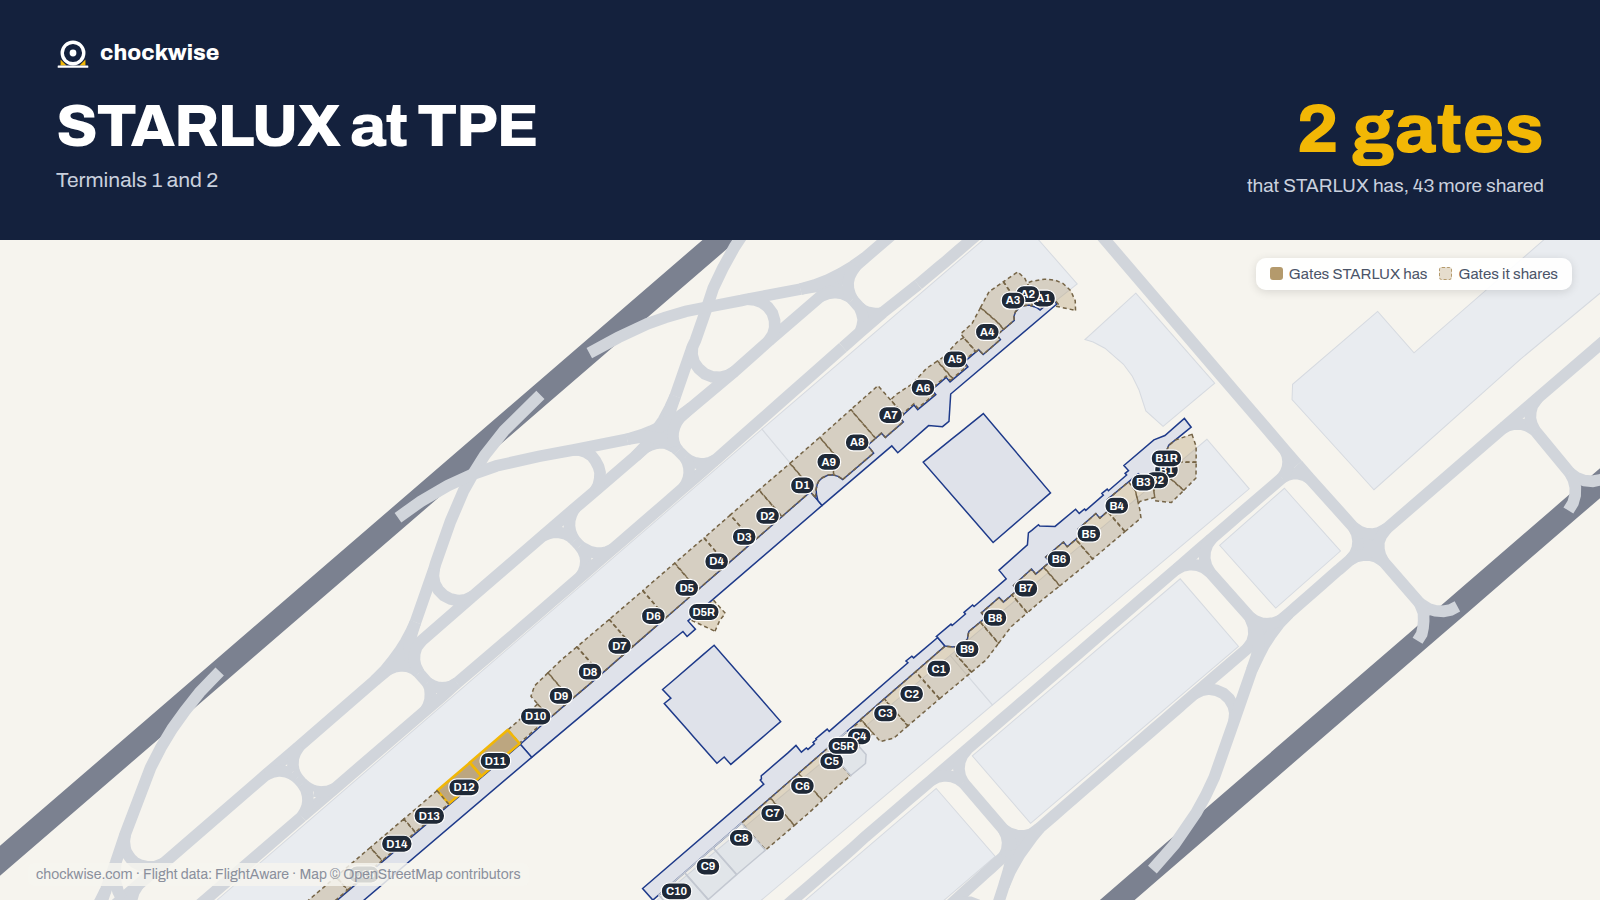 chockwise
STARLUX at TPE
Terminals 1 and 2
2 gates
that STARLUX has, 43 more shared
Gates STARLUX has
Gates it shares
A1
A2
A3
A4
A5
A6
A7
A8
A9
D1
D2
D3
D4
D5
D5R
D6
D7
D8
D9
D10
D11
D12
D13
D14
B1R
B1
B2
B3
B4
B5
B6
B7
B8
B9
C1
C2
C3
C4
C5R
C5
C6
C7
C8
C9
C10
chockwise.com · Flight data: FlightAware · Map © OpenStreetMap contributors